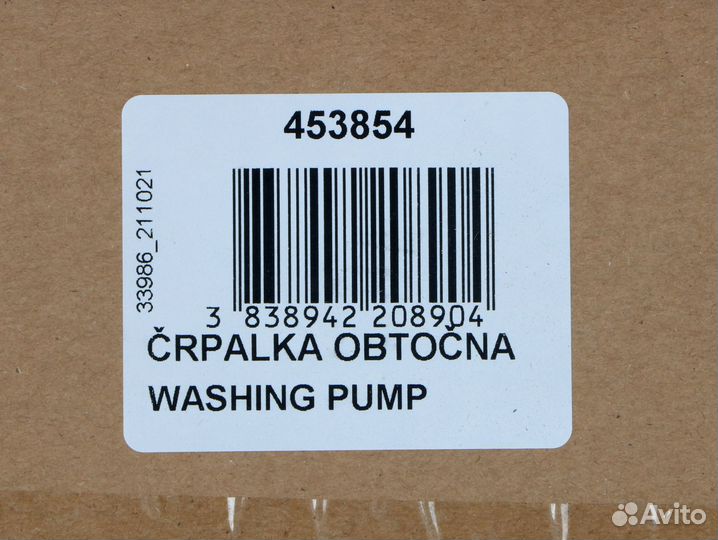 453854
33986_211021
3 838942 208904
ČRPALKA OBTOČNA
WASHING PUMP
Avito